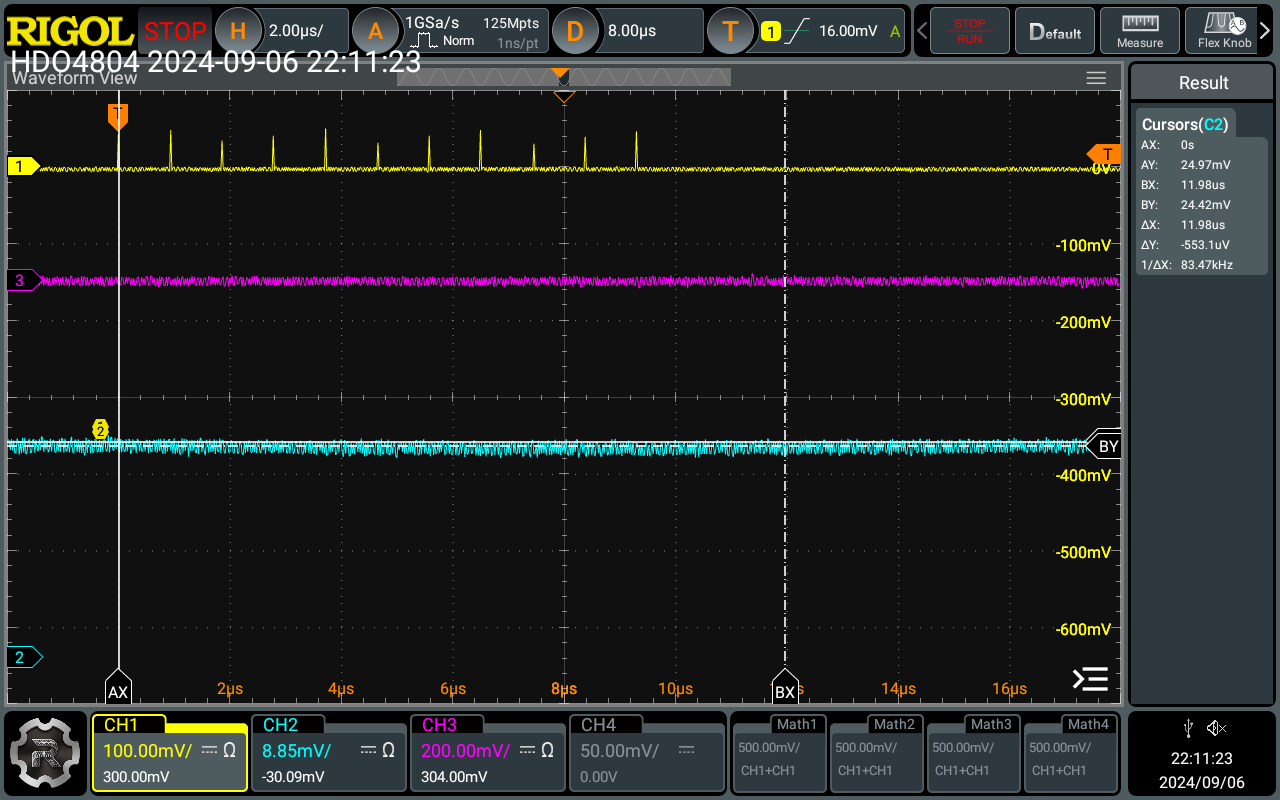 RIGOL STOP H 2.00µs/ A 1GSa/s 125Mpts D 8.00µs T 1 16.00mV A STOP Default Measure Flex Knob
Norm 1ns/pt RUN
HDO4804 2024-09-06 22:11:23
Waveform View
Result
Cursors(C2)
AX: 0s
AY: 24.97mV
BX: 11.98us
BY: 24.42mV
ΔX: 11.98us
ΔY: -553.1uV
1/ΔX: 83.47kHz
T
T
1 0V
-100mV
3
-200mV
-300mV
2
BY
-400mV
-500mV
-600mV
2
AX 2µs 4µs 6µs 8µs 10µs BX 14µs 16µs
CH1 CH2 CH3 CH4 Math1 Math2 Math3 Math4
100.00mV/ Ω 8.85mV/ Ω 200.00mV/ Ω 50.00mV/ 500.00mV/ 500.00mV/ 500.00mV/ 500.00mV/
300.00mV -30.09mV 304.00mV 0.00V CH1+CH1 CH1+CH1 CH1+CH1 CH1+CH1
R
22:11:23
2024/09/06